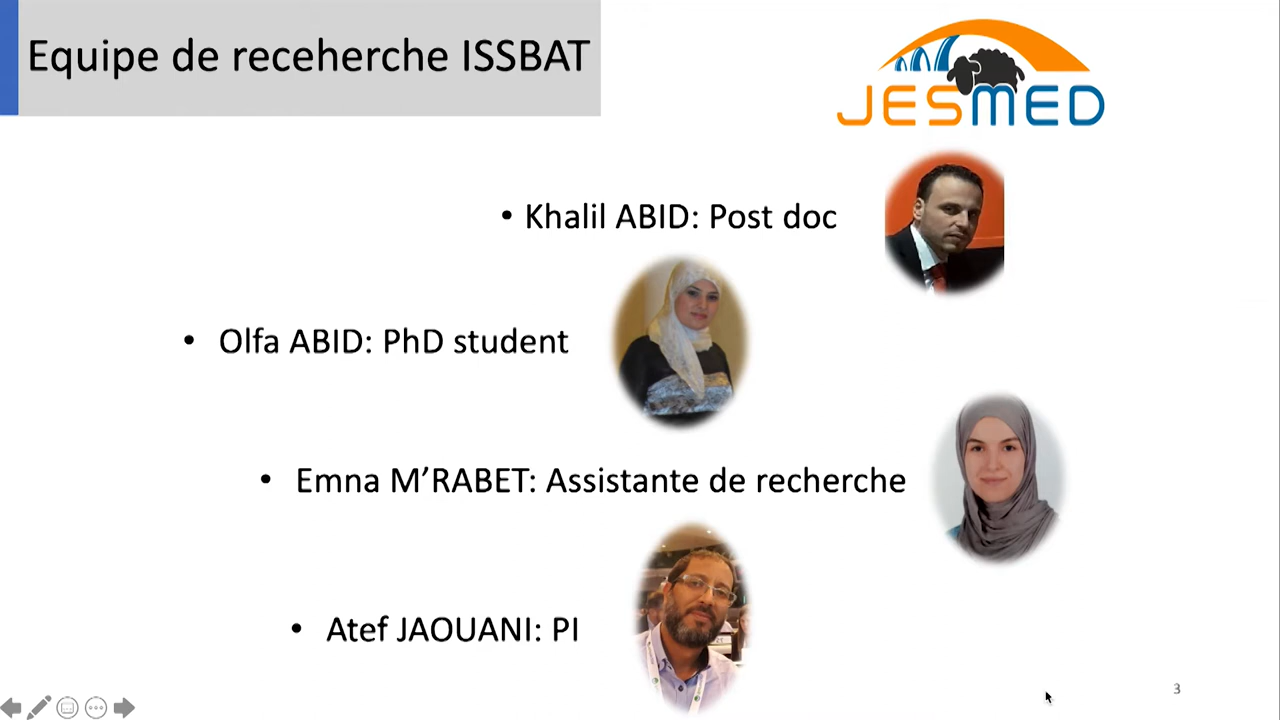 Equipe de receherche ISSBAT
JESMED
• Khalil ABID: Post doc
• Olfa ABID: PhD student
• Emna M’RABET: Assistante de recherche
• Atef JAOUANI: PI
3